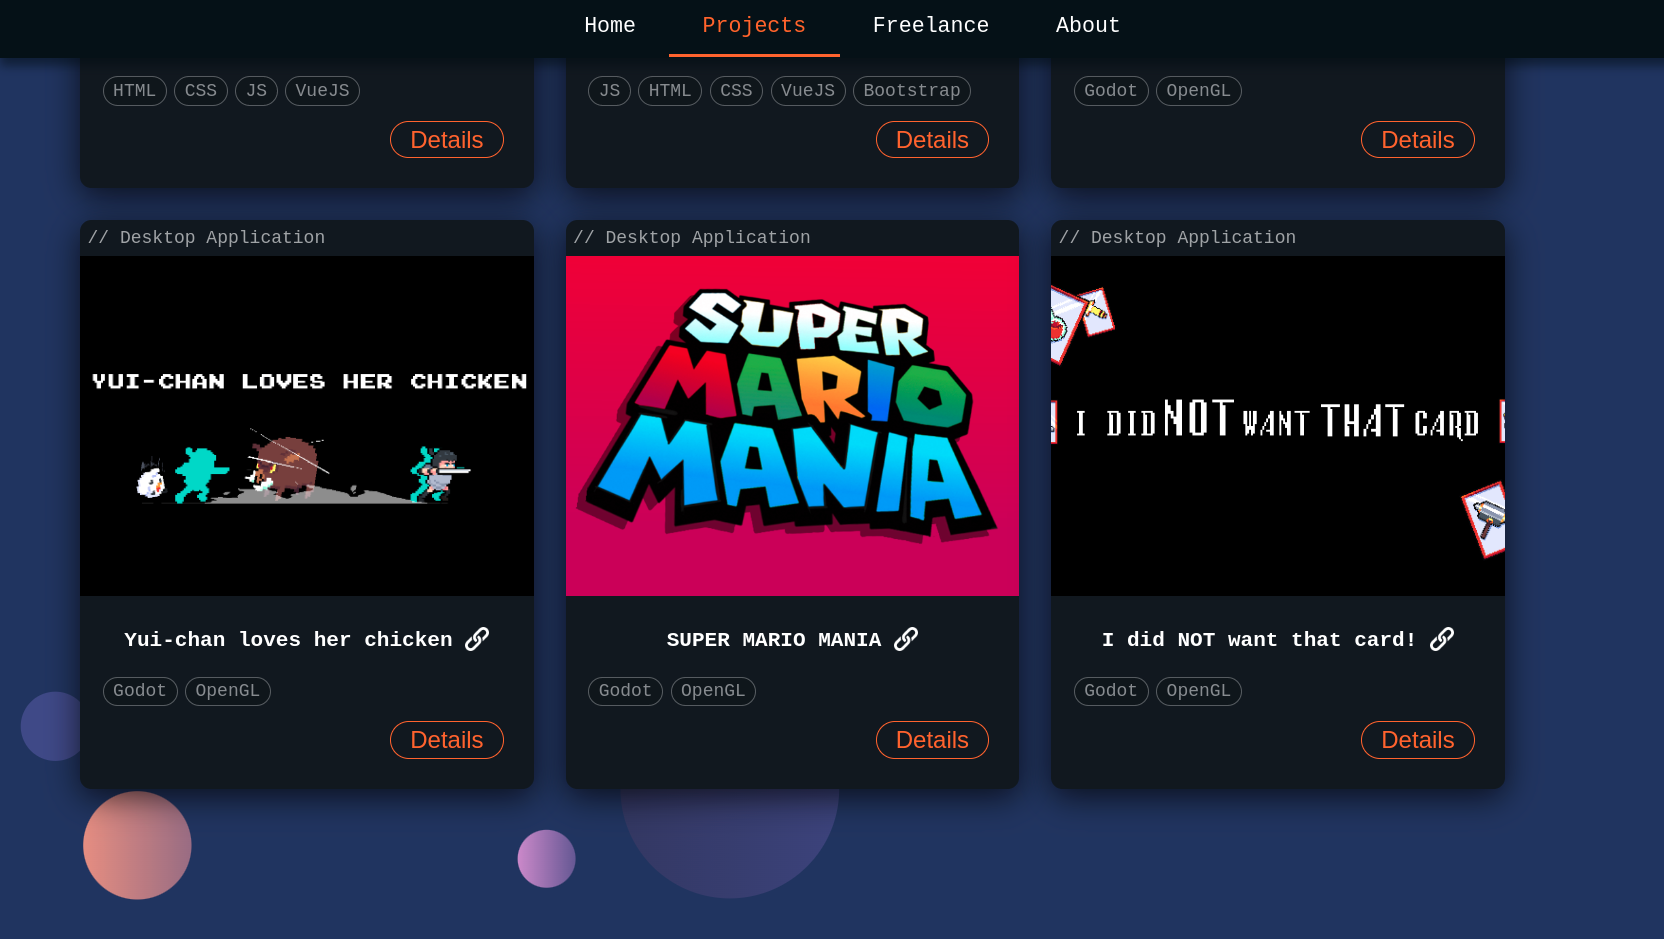 Home Projects Freelance About
HTML CSS JS VueJS
JS HTML CSS VueJS Bootstrap
Godot OpenGL
Details
Details
Details
// Desktop Application
YUI-CHAN LOVES HER CHICKEN
Yui-chan loves her chicken
Godot OpenGL
Details
// Desktop Application
SUPER
MARIO
MANIA
SUPER MARIO MANIA
Godot OpenGL
Details
// Desktop Application
I DID NOT WANT THAT CARD
I did NOT want that card!
Godot OpenGL
Details